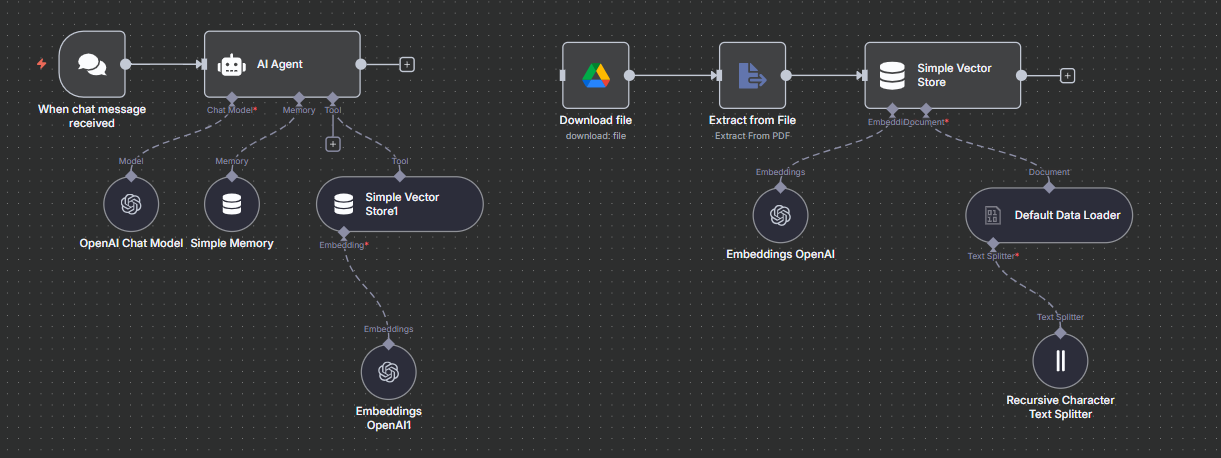 AI Agent
When chat message
received
Chat Model*
Memory
Tool
Model
Memory
Tool
OpenAI Chat Model
Simple Memory
Simple Vector
Store1
Embedding*
Embeddings
Embeddings
OpenAI1
Download file
download: file
Extract from File
Extract From PDF
Simple Vector
Store
Embeddi
Document*
Embeddings
Document
Embeddings OpenAI
Default Data Loader
Text Splitter*
Text Splitter
Recursive Character
Text Splitter